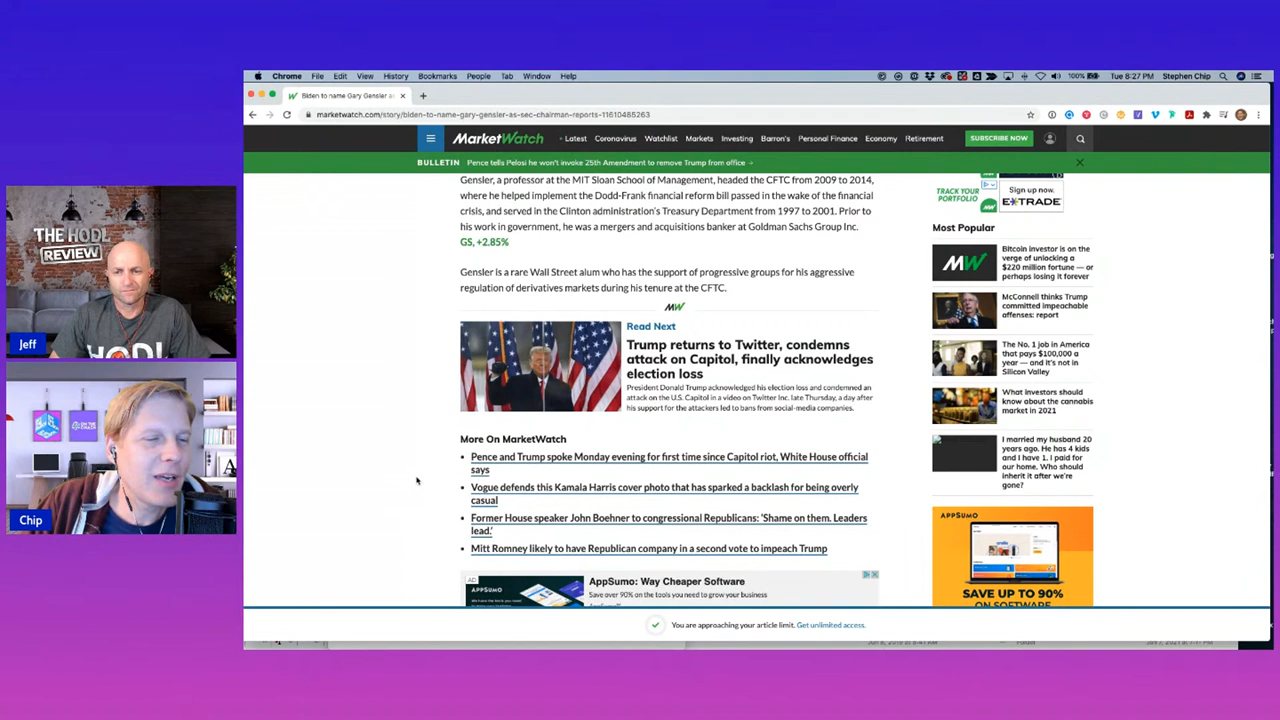 Chrome File Edit View History Bookmarks People Tab Window Help 100% Tue 8:27 PM Stephen Chip
Biden to name Gary Gensler as
marketwatch.com/story/biden-to-name-gary-gensler-as-sec-chairman-reports-11610485263
MarketWatch Latest Coronavirus Watchlist Markets Investing Barron's Personal Finance Economy Retirement SUBSCRIBE NOW
BULLETIN Pence tells Pelosi he won't invoke 25th Amendment to remove Trump from office
Gensler, a professor at the MIT Sloan School of Management, headed the CFTC from 2009 to 2014,
where he helped implement the Dodd-Frank financial reform bill passed in the wake of the financial
crisis, and served in the Clinton administration's Treasury Department from 1997 to 2001. Prior to
his work in government, he was a mergers and acquisitions banker at Goldman Sachs Group Inc.
GS, +2.85%
Gensler is a rare Wall Street alum who has the support of progressive groups for his aggressive
regulation of derivatives markets during his tenure at the CFTC.
MW
Read Next
Trump returns to Twitter, condemns
attack on Capitol, finally acknowledges
election loss
President Donald Trump acknowledged his election loss and condemned an
attack on the U.S. Capitol in a video on Twitter Inc. late Thursday, a day after
his support for the attackers led to bans from social-media companies.
More On MarketWatch
• Pence and Trump spoke Monday evening for first time since Capitol riot, White House official
says
• Vogue defends this Kamala Harris cover photo that has sparked a backlash for being overly
casual
• Former House speaker John Boehner to congressional Republicans: 'Shame on them. Leaders
lead.'
• Mitt Romney likely to have Republican company in a second vote to impeach Trump
AD
APPSUMO
AppSumo: Way Cheaper Software
Save over 90% on the tools you need to grow your business
TRACK YOUR
PORTFOLIO
MW
Sign up now.
E*TRADE
Most Popular
MW
Bitcoin investor is on the
verge of unlocking a
$220 million fortune — or
perhaps losing it forever
McConnell thinks Trump
committed impeachable
offenses: report
The No. 1 job in America
that pays $100,000 a
year — and it's not in
Silicon Valley
What investors should
know about the cannabis
market in 2021
I married my husband 20
years ago. He has 4 kids
and I have 1. I paid for
our home. Who should
inherit it after we're
gone?
APPSUMO
SAVE UP TO 90%
ON SOFTWARE
You are approaching your article limit. Get unlimited access.
THE HODL
REVIEW
HODL
Jeff
Chip